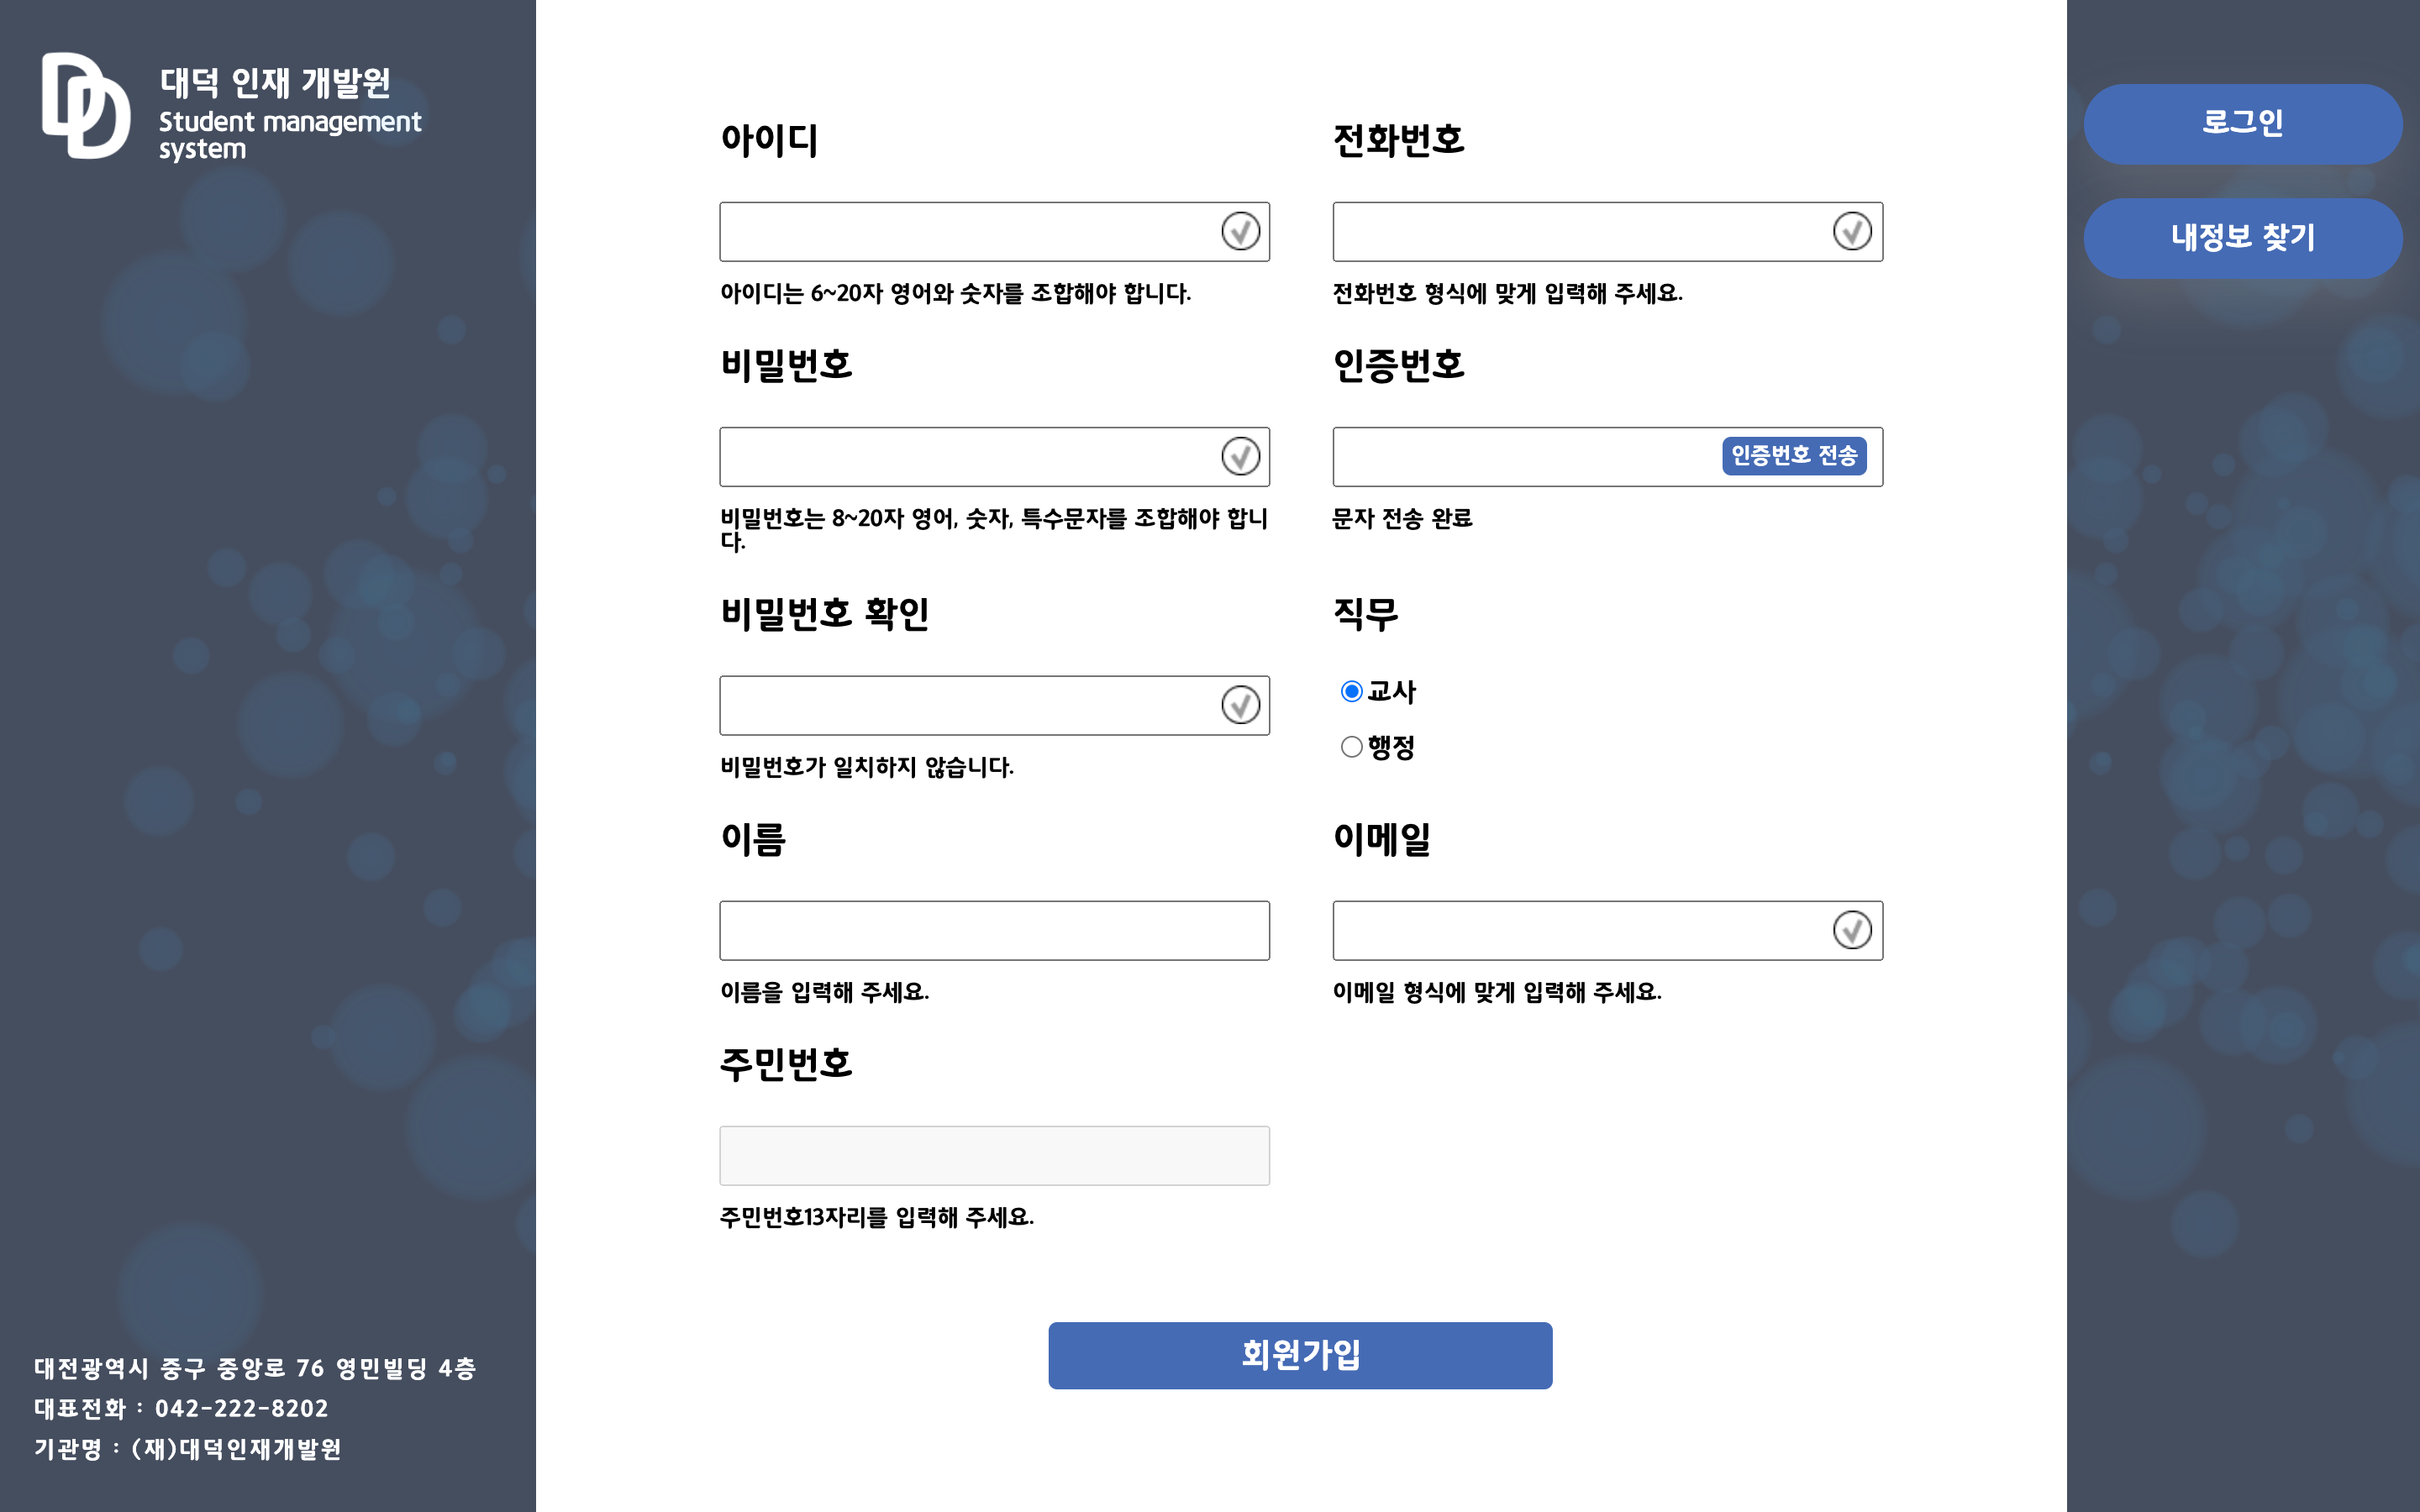 대덕 인재 개발원
Student management
system
아이디
아이디는 6~20자 영어와 숫자를 조합해야 합니다.
비밀번호
비밀번호는 8~20자 영어, 숫자, 특수문자를 조합해야 합니
다.
비밀번호 확인
비밀번호가 일치하지 않습니다.
이름
이름을 입력해 주세요.
주민번호
주민번호13자리를 입력해 주세요.
전화번호
전화번호 형식에 맞게 입력해 주세요.
인증번호
인증번호 전송
문자 전송 완료
직무
교사
행정
이메일
이메일 형식에 맞게 입력해 주세요.
회원가입
로그인
내정보 찾기
대전광역시 중구 중앙로 76 영민빌딩 4층
대표전화 : 042-222-8202
기관명 : (재)대덕인재개발원